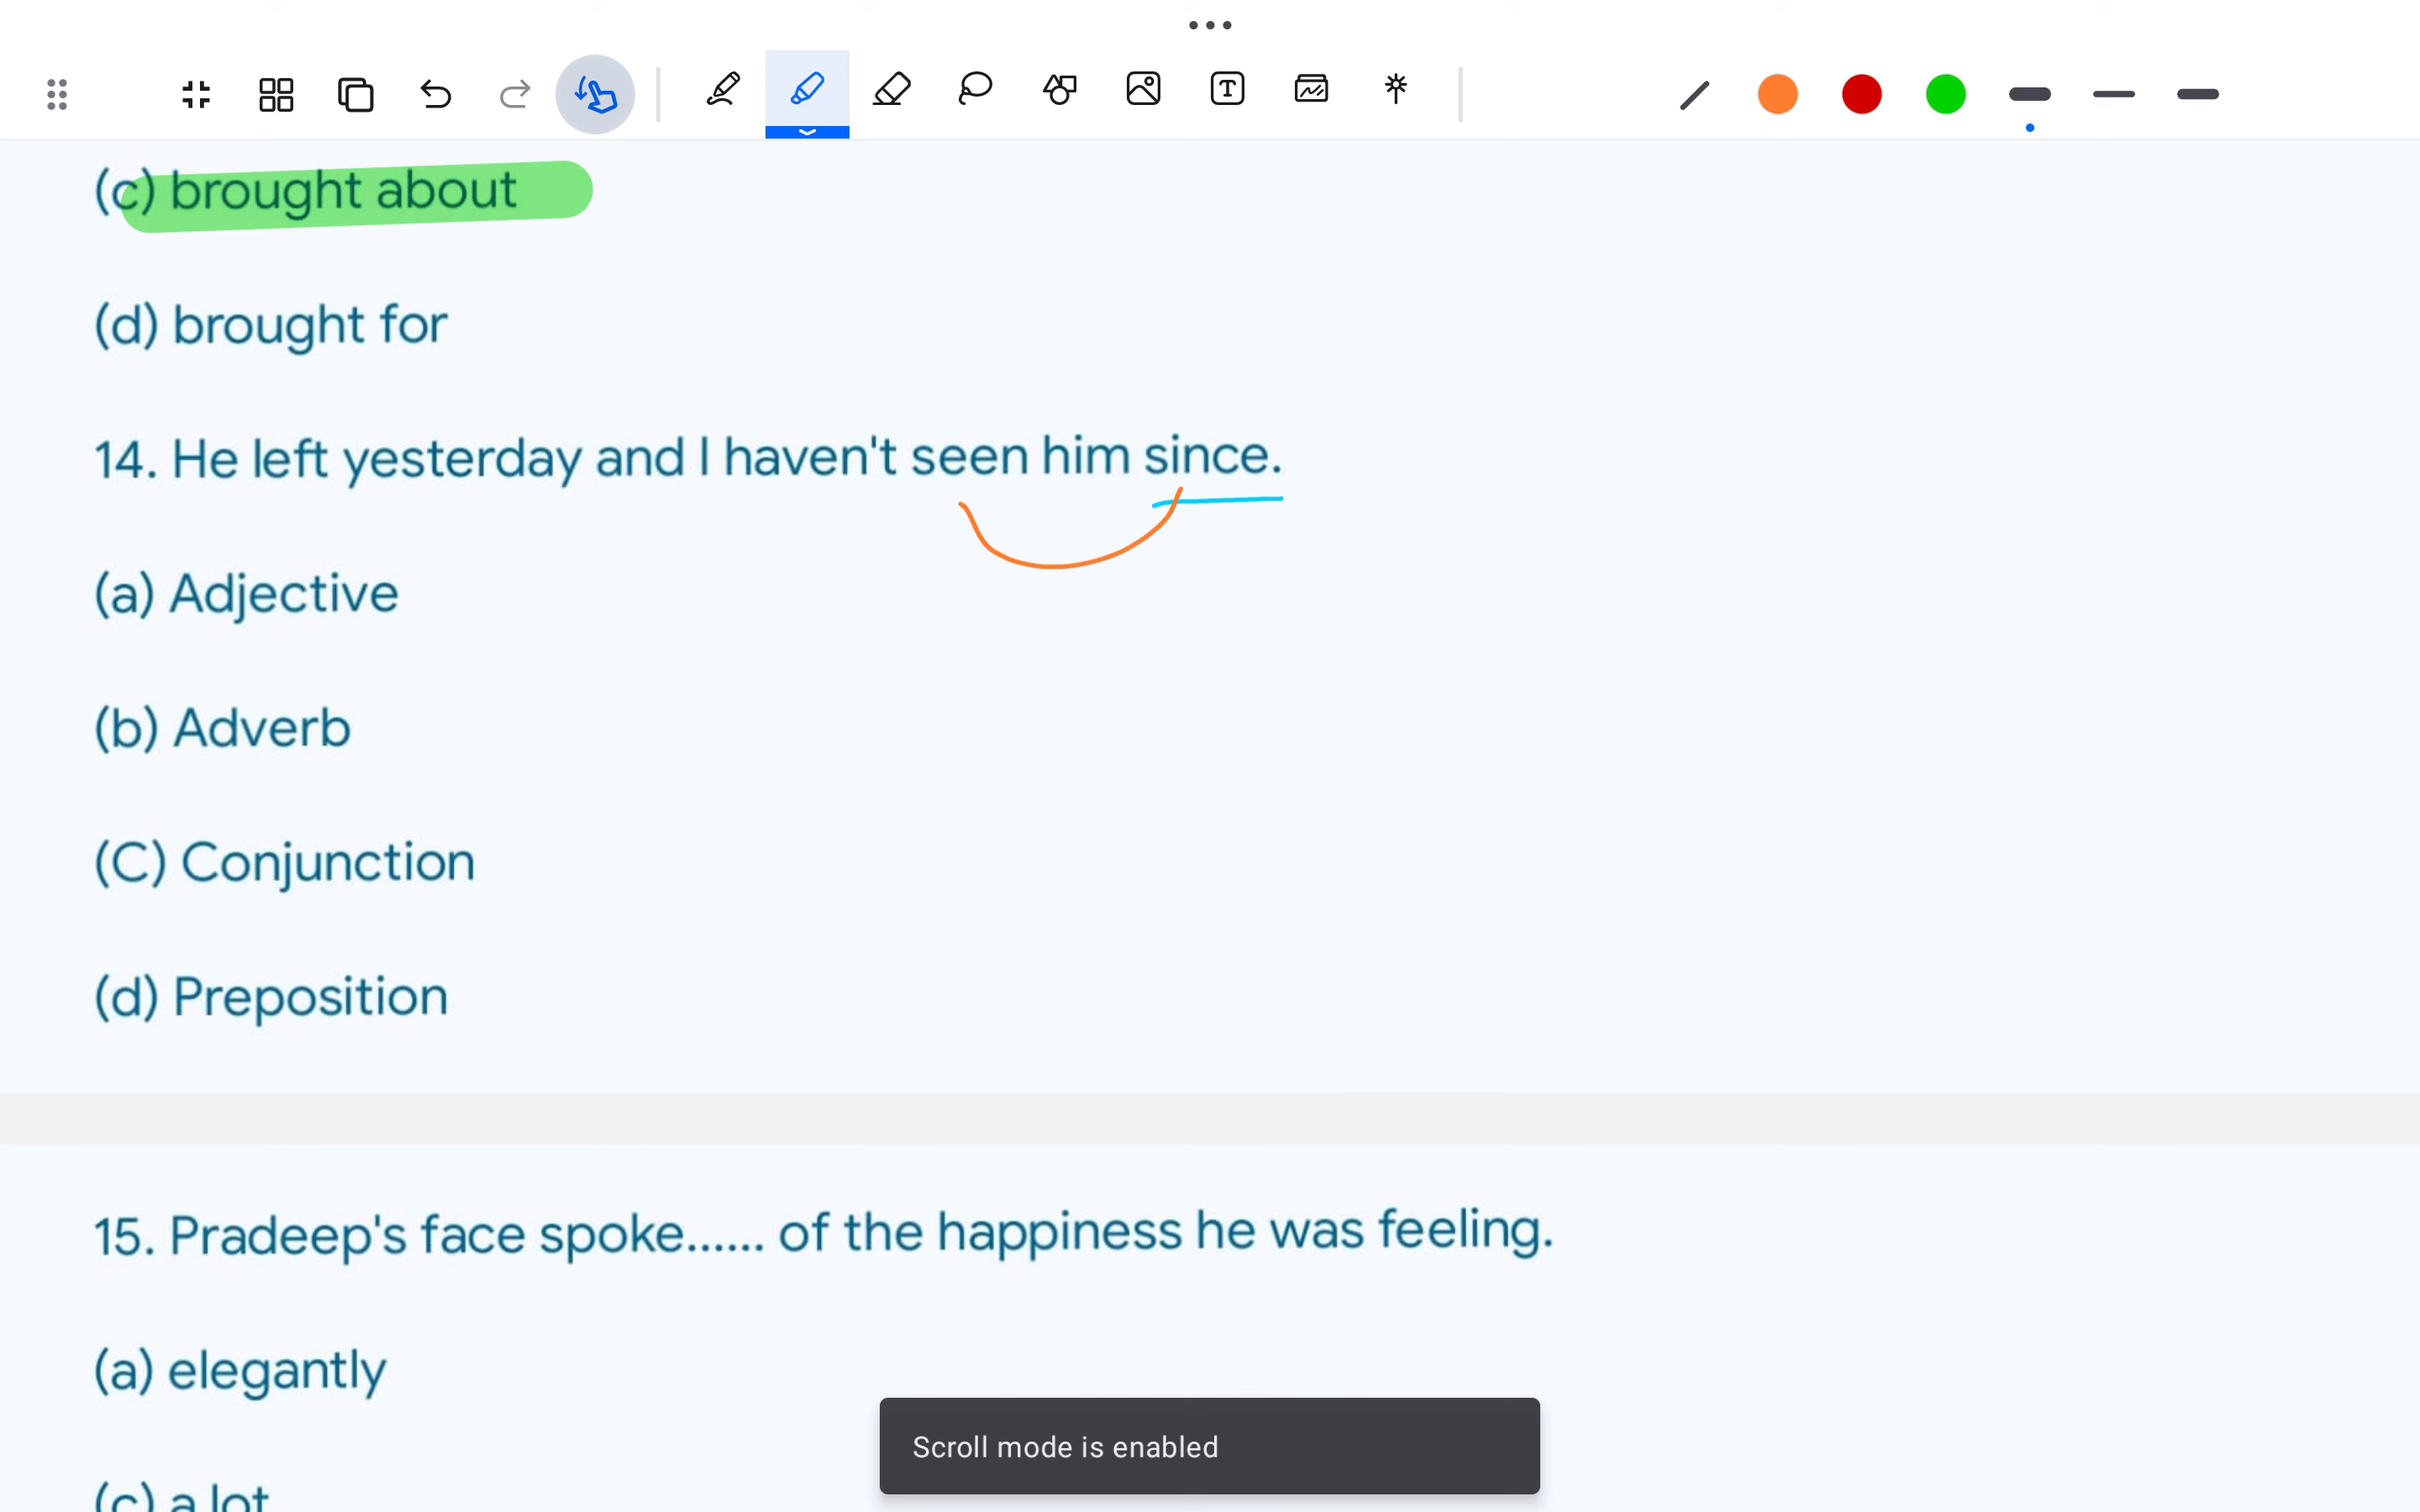 (c) brought about
(d) brought for
14. He left yesterday and I haven't seen him since.
(a) Adjective
(b) Adverb
(C) Conjunction
(d) Preposition
15. Pradeep's face spoke...... of the happiness he was feeling.
(a) elegantly
Scroll mode is enabled
(c) a lot